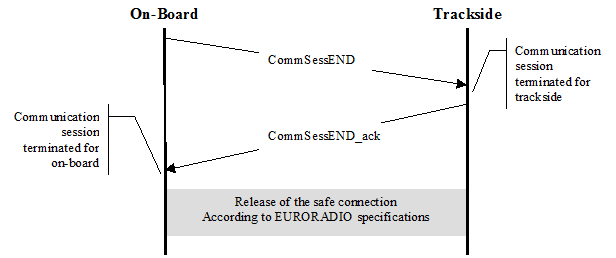 On-Board
Trackside
CommSessEND
Communication
session
terminated for
trackside
Communication
session
terminated for
on-board
CommSessEND_ack
Release of the safe connection
According to EURORADIO specifications